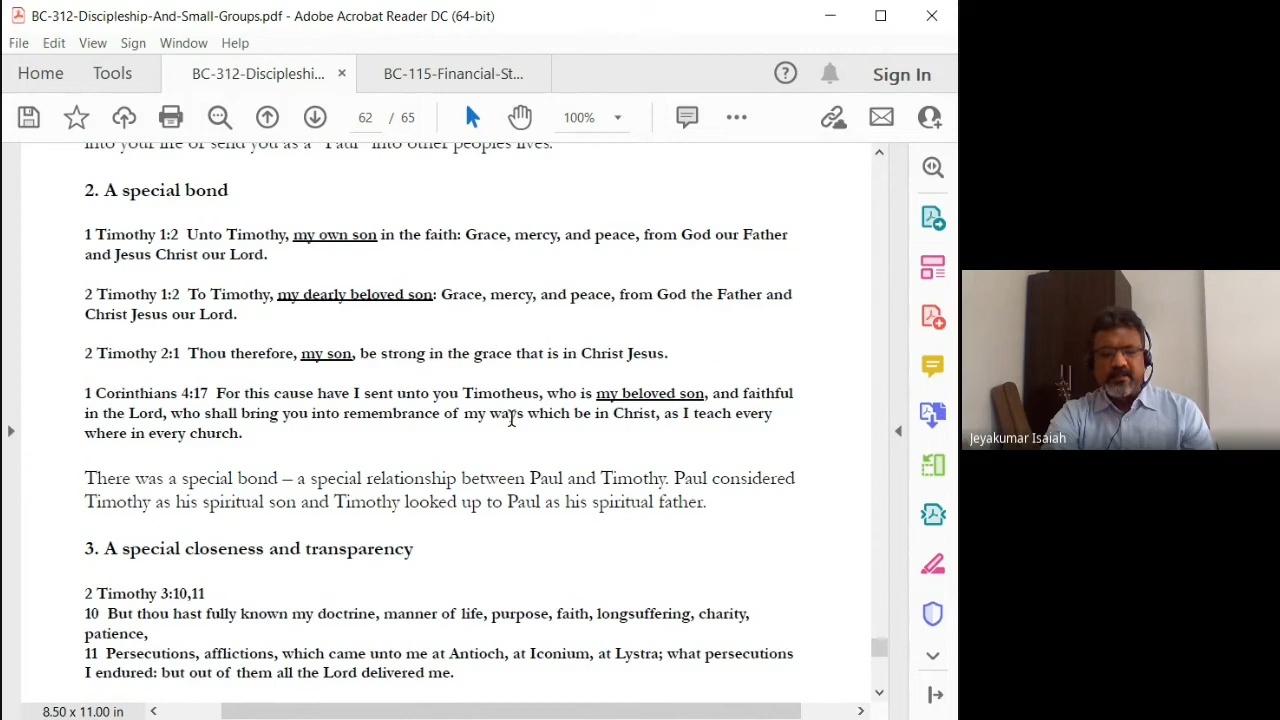 BC-312-Discipleship-And-Small-Groups.pdf - Adobe Acrobat Reader DC (64-bit)
File Edit View Sign Window Help
Home Tools BC-312-Discipleshi... × BC-115-Financial-St... Sign In
62 / 65 100%
into your life or send you as a "Paul" into other peoples lives.
2. A special bond
1 Timothy 1:2 Unto Timothy, my own son in the faith: Grace, mercy, and peace, from God our Father
and Jesus Christ our Lord.
2 Timothy 1:2 To Timothy, my dearly beloved son: Grace, mercy, and peace, from God the Father and
Christ Jesus our Lord.
2 Timothy 2:1 Thou therefore, my son, be strong in the grace that is in Christ Jesus.
1 Corinthians 4:17 For this cause have I sent unto you Timotheus, who is my beloved son, and faithful
in the Lord, who shall bring you into remembrance of my ways which be in Christ, as I teach every
where in every church.
There was a special bond – a special relationship between Paul and Timothy. Paul considered
Timothy as his spiritual son and Timothy looked up to Paul as his spiritual father.
3. A special closeness and transparency
2 Timothy 3:10,11
10 But thou hast fully known my doctrine, manner of life, purpose, faith, longsuffering, charity,
patience,
11 Persecutions, afflictions, which came unto me at Antioch, at Iconium, at Lystra; what persecutions
I endured: but out of them all the Lord delivered me.
8.50 x 11.00 in
Jeyakumar Isaiah